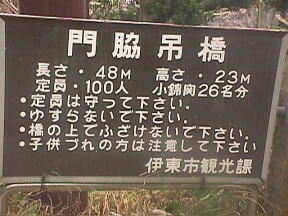 門脇吊橋
長さ・48M 高さ・23M
定員・100人 小錦関26名分
・定員は守って下さい。
・ゆすらないで下さい。
・橋の上でふざけないで下さい。
・子供づれの方は注意して下さい
伊東市観光課